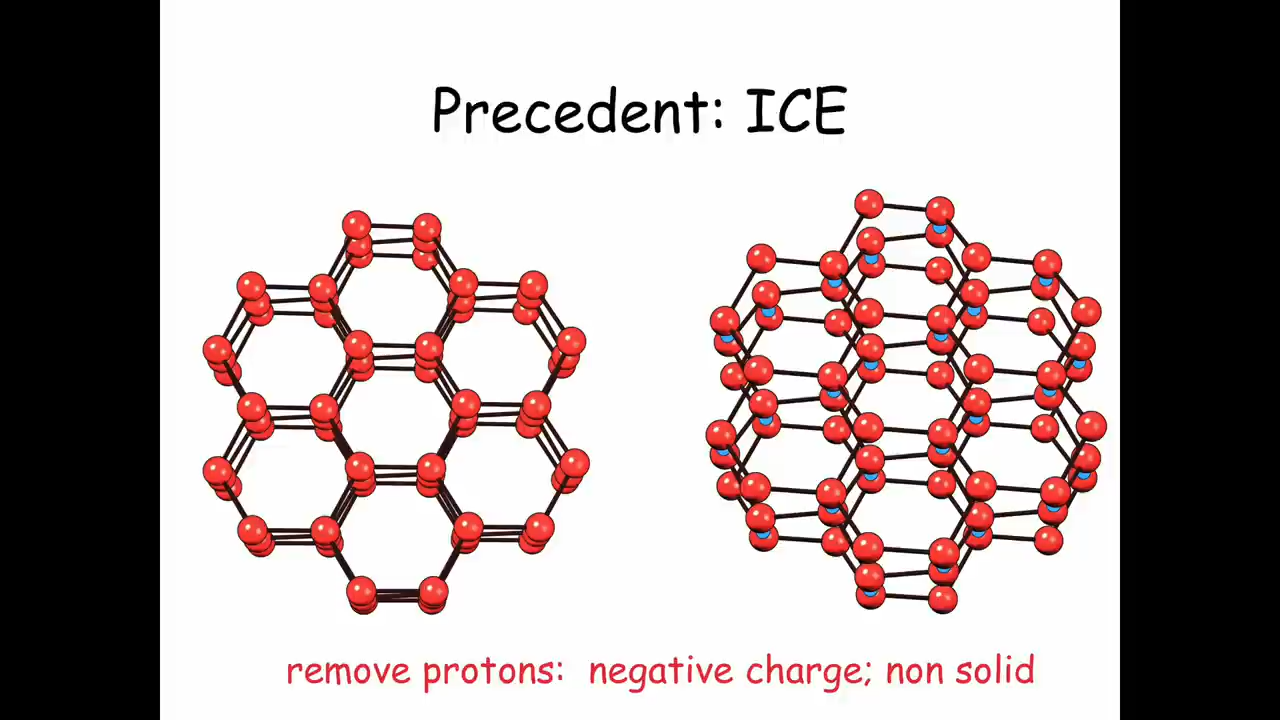 Precedent: ICE
remove protons: negative charge; non solid